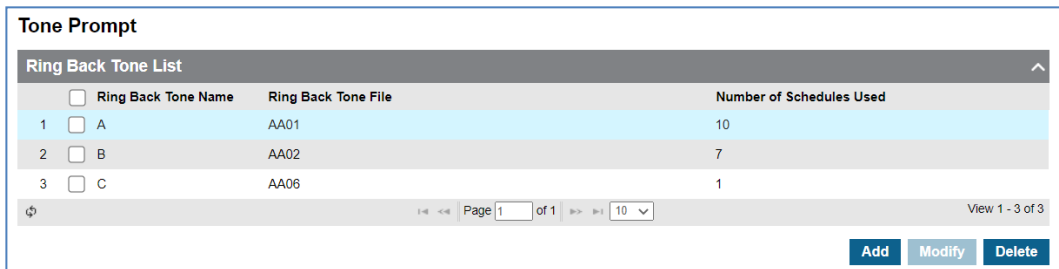 Tone Prompt
Ring Back Tone List
Ring Back Tone Name Ring Back Tone File Number of Schedules Used
1 A AA01 10
2 B AA02 7
3 C AA06 1
Page 1 of 1 10 View 1 - 3 of 3
Add Modify Delete